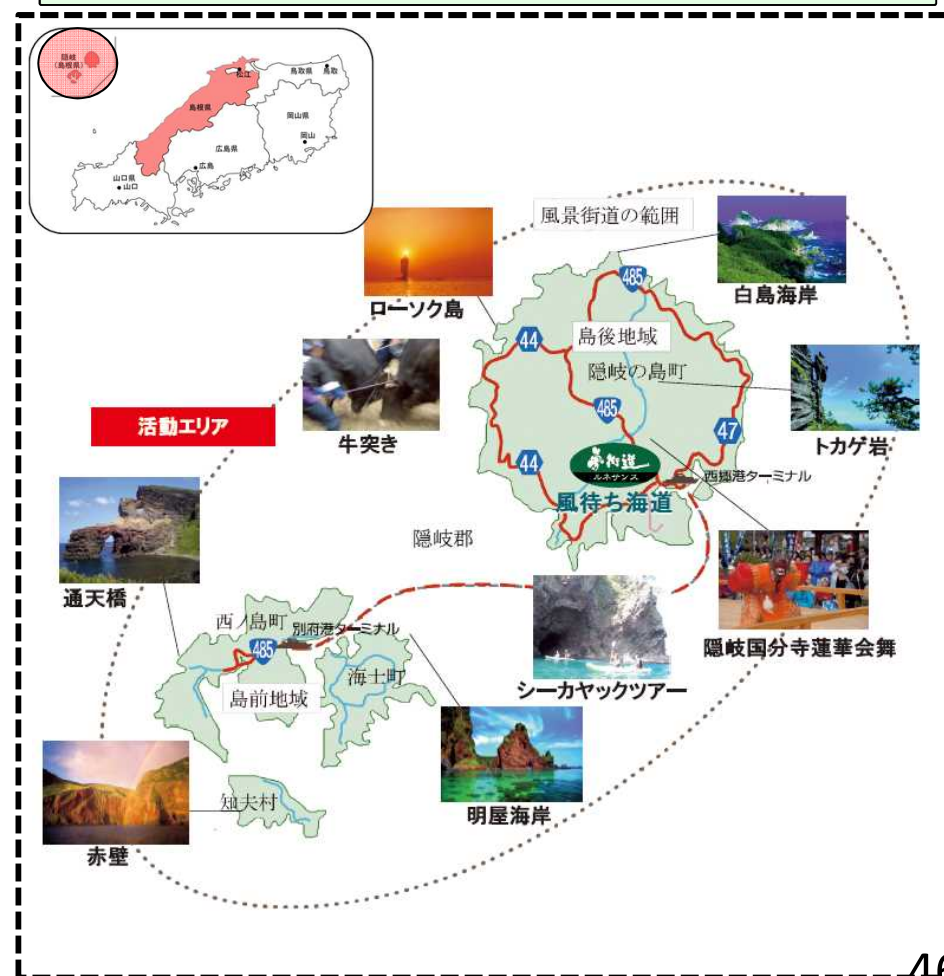 隠岐
(島根県)
松江
鳥取県
鳥取
島根県
岡山県
岡山
広島県
広島
山口県
山口
風景街道の範囲
485
白島海岸
ローソク島
44
島後地域
隠岐の島町
トカゲ岩
牛突き
活動エリア
485
47
44
夢街道
ルネサンス
西郷港ターミナル
風待ち海道
隠岐郡
通天橋
隠岐国分寺蓮華会舞
西ノ島町
別府港ターミナル
485
海士町
シーカヤックツアー
島前地域
明屋海岸
知夫村
赤壁
46